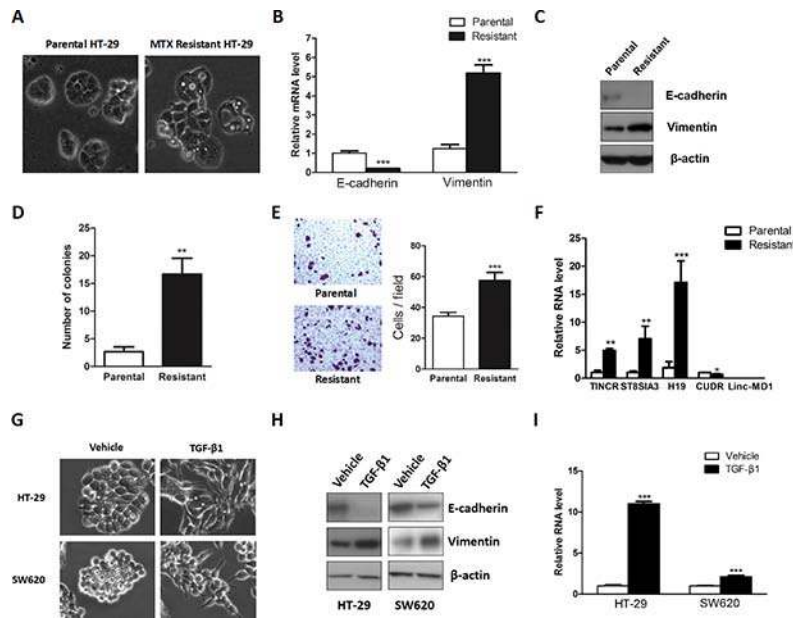 A
Parental HT-29
MTX Resistant HT-29
B
Parental
Resistant
Relative mRNA level
6
5
4
3
2
1
0
***
***
E-cadherin
Vimentin
C
Parental
Resistant
E-cadherin
Vimentin
β-actin
D
Number of colonies
25
20
15
10
5
0
**
Parental
Resistant
E
Parental
Resistant
Cells / field
80
60
40
20
0
***
Parental
Resistant
F
Parental
Resistant
Relative RNA level
25
20
15
10
5
0
**
**
***
*
TINCR
ST8SIA3
H19
CUDR
Linc-MD1
G
Vehicle
TGF-β1
HT-29
SW620
H
Vehicle
TGF-β1
Vehicle
TGF-β1
E-cadherin
Vimentin
β-actin
HT-29
SW620
I
Vehicle
TGF-β1
Relative RNA level
15
10
5
0
***
***
HT-29
SW620